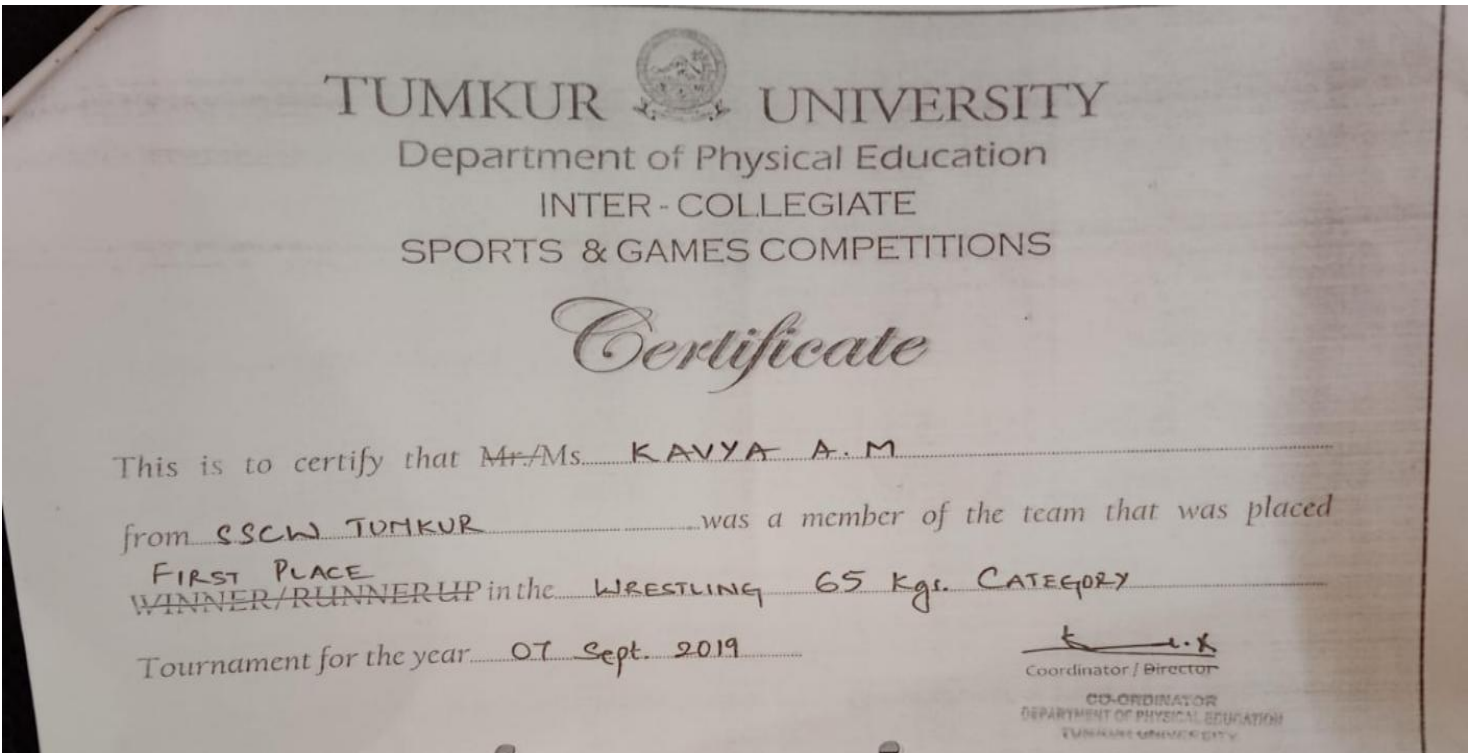 TUMKUR UNIVERSITY
Department of Physical Education
INTER - COLLEGIATE
SPORTS & GAMES COMPETITIONS
Certificate
This is to certify that Mr./Ms. KAVYA A.M
from SSCW TUMKUR was a member of the team that was placed
FIRST PLACE
WINNER/RUNNER UP in the WRESTLING 65 Kgs. CATEGORY
Tournament for the year 07 Sept. 2019
Coordinator / Director
CO-ORDINATOR
DEPARTMENT OF PHYSICAL EDUCATION
TUMKUR UNIVERSITY